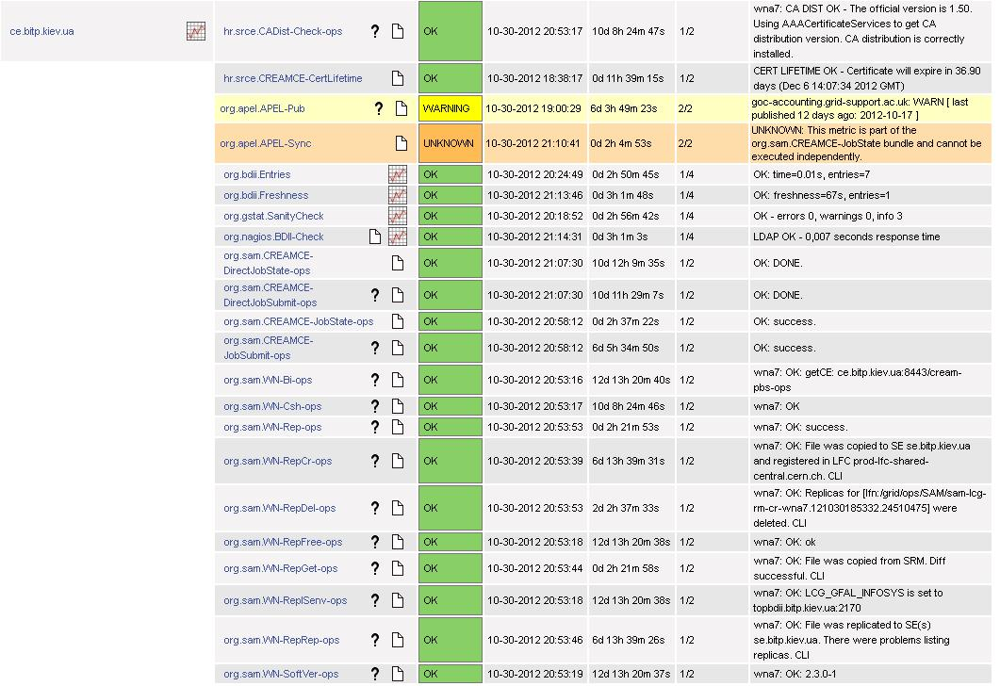 wna7: CA DIST OK - The official version is 1.50.
ce.bitp.kiev.ua hr.srce.CADist-Check-ops ? OK 10-30-2012 20:53:17 10d 8h 24m 47s 1/2 Using AAACertificateServices to get CA
distribution version. CA distribution is correctly
installed.
hr.srce.CREAMCE-CertLifetime OK 10-30-2012 18:38:17 0d 11h 39m 15s 1/2 CERT LIFETIME OK - Certificate will expire in 36.90
days (Dec 6 14:07:34 2012 GMT)
org.apel.APEL-Pub ? WARNING 10-30-2012 19:00:29 6d 3h 49m 23s 2/2 goc-accounting.grid-support.ac.uk: WARN [ last
published 12 days ago: 2012-10-17 ]
UNKNOWN: This metric is part of the
org.apel.APEL-Sync UNKNOWN 10-30-2012 21:10:41 0d 2h 4m 53s 2/2 org.sam.CREAMCE-JobState bundle and cannot be
executed independently.
org.bdii.Entries OK 10-30-2012 20:24:49 0d 2h 50m 45s 1/4 OK: time=0.01s, entries=7
org.bdii.Freshness OK 10-30-2012 21:13:46 0d 3h 1m 48s 1/4 OK: freshness=67s, entries=1
org.gstat.SanityCheck OK 10-30-2012 20:18:52 0d 2h 56m 42s 1/4 OK - errors 0, warnings 0, info 3
org.nagios.BDII-Check OK 10-30-2012 21:14:31 0d 3h 1m 3s 1/4 LDAP OK - 0,007 seconds response time
org.sam.CREAMCE-
DirectJobState-ops OK 10-30-2012 21:07:30 10d 12h 9m 35s 1/2 OK: DONE.
org.sam.CREAMCE-
DirectJobSubmit-ops ? OK 10-30-2012 21:07:30 10d 11h 29m 7s 1/2 OK: DONE.
org.sam.CREAMCE-JobState-ops OK 10-30-2012 20:58:12 0d 2h 37m 22s 1/2 OK: success.
org.sam.CREAMCE-
JobSubmit-ops ? OK 10-30-2012 20:58:12 6d 5h 34m 50s 1/2 OK: success.
org.sam.WN-Bi-ops ? OK 10-30-2012 20:53:16 12d 13h 20m 40s 1/2 wna7: OK: getCE: ce.bitp.kiev.ua:8443/cream-
pbs-ops
org.sam.WN-Csh-ops ? OK 10-30-2012 20:53:17 10d 8h 24m 46s 1/2 wna7: OK
org.sam.WN-Rep-ops ? OK 10-30-2012 20:53:53 0d 2h 21m 53s 1/2 wna7: OK: success.
wna7: OK: File was copied to SE se.bitp.kiev.ua
org.sam.WN-RepCr-ops ? OK 10-30-2012 20:53:39 6d 13h 39m 31s 1/2 and registered in LFC prod-lfc-shared-
central.cern.ch. CLI
wna7: OK: Replicas for [lfn:/grid/ops/SAM/sam-lcg-
org.sam.WN-RepDel-ops ? OK 10-30-2012 20:53:53 2d 2h 37m 33s 1/2 rm-cr-wna7.121030185332.24510475] were
deleted. CLI
org.sam.WN-RepFree-ops ? OK 10-30-2012 20:53:18 12d 13h 20m 38s 1/2 wna7: OK: ok
org.sam.WN-RepGet-ops ? OK 10-30-2012 20:53:44 0d 2h 21m 58s 1/2 wna7: OK: File was copied from SRM. Diff
successful. CLI
org.sam.WN-RepISenv-ops ? OK 10-30-2012 20:53:18 12d 13h 20m 38s 1/2 wna7: OK: LCG_GFAL_INFOSYS is set to
topbdii.bitp.kiev.ua:2170
wna7: OK: File was replicated to SE(s)
org.sam.WN-RepRep-ops ? OK 10-30-2012 20:53:46 6d 13h 39m 26s 1/2 se.bitp.kiev.ua. There were problems listing
replicas. CLI
org.sam.WN-SoftVer-ops ? OK 10-30-2012 20:53:19 12d 13h 20m 37s 1/2 wna7: OK: 2.3.0-1